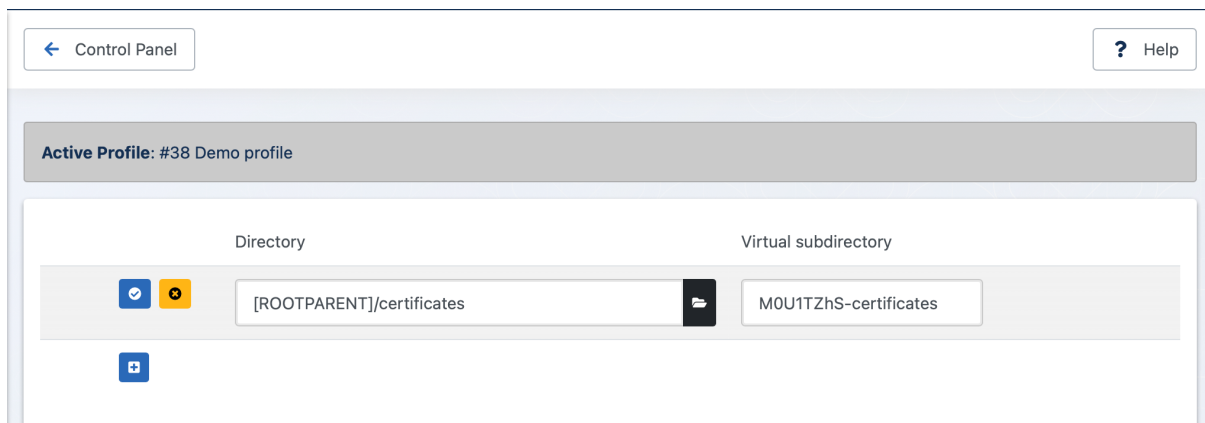 Control Panel
? Help
Active Profile: #38 Demo profile
Directory
Virtual subdirectory
[ROOTPARENT]/certificates
M0U1TZhS-certificates